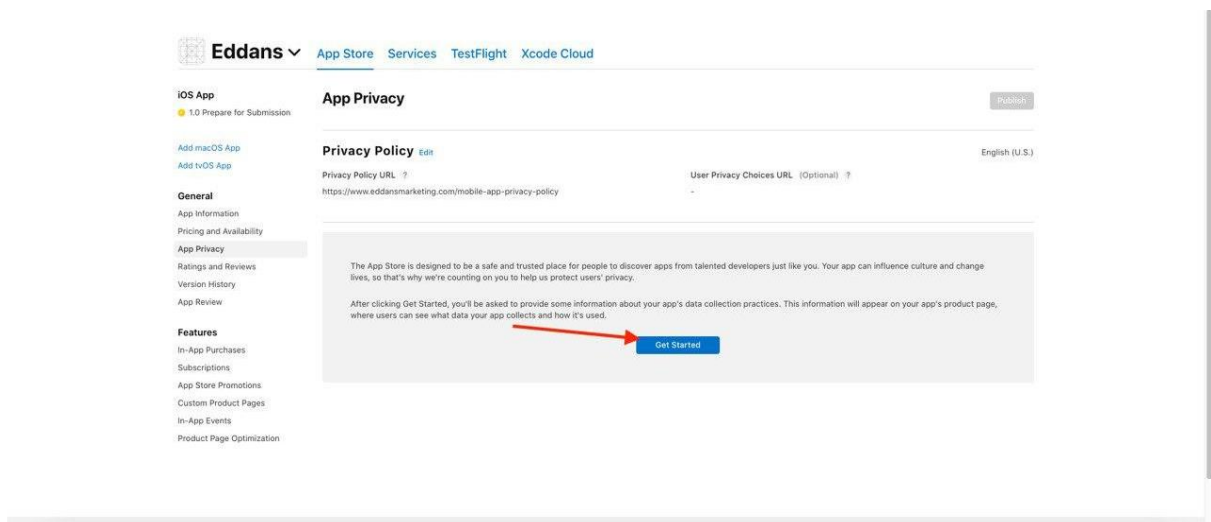 Eddans
App Store Services TestFlight Xcode Cloud
iOS App
1.0 Prepare for Submission
Add macOS App
Add tvOS App
General
App Information
Pricing and Availability
App Privacy
Ratings and Reviews
Version History
App Review
Features
In-App Purchases
Subscriptions
App Store Promotions
Custom Product Pages
In-App Events
Product Page Optimization
App Privacy
Publish
Privacy Policy Edit
English (U.S.)
Privacy Policy URL ?
https://www.eddansmarketing.com/mobile-app-privacy-policy
User Privacy Choices URL (Optional) ?
-
The App Store is designed to be a safe and trusted place for people to discover apps from talented developers just like you. Your app can influence culture and change
lives, so that's why we're counting on you to help us protect users' privacy.
After clicking Get Started, you'll be asked to provide some information about your app's data collection practices. This information will appear on your app's product page,
where users can see what data your app collects and how it's used.
Get Started